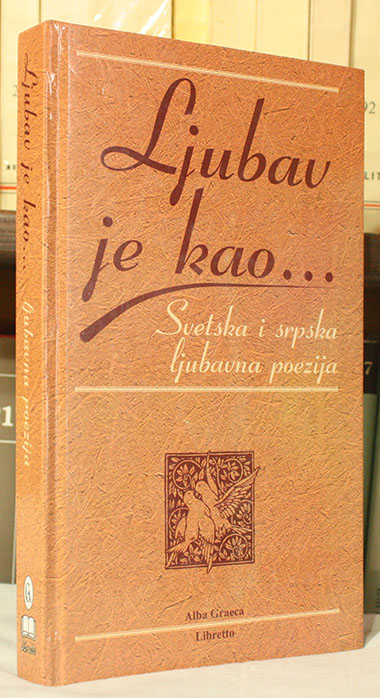 Ljubav
je kao...
Svetska i srpska
ljubavna poezija
Alba Graeca
Libretto
Ljubav je kao... ljubavna poezija